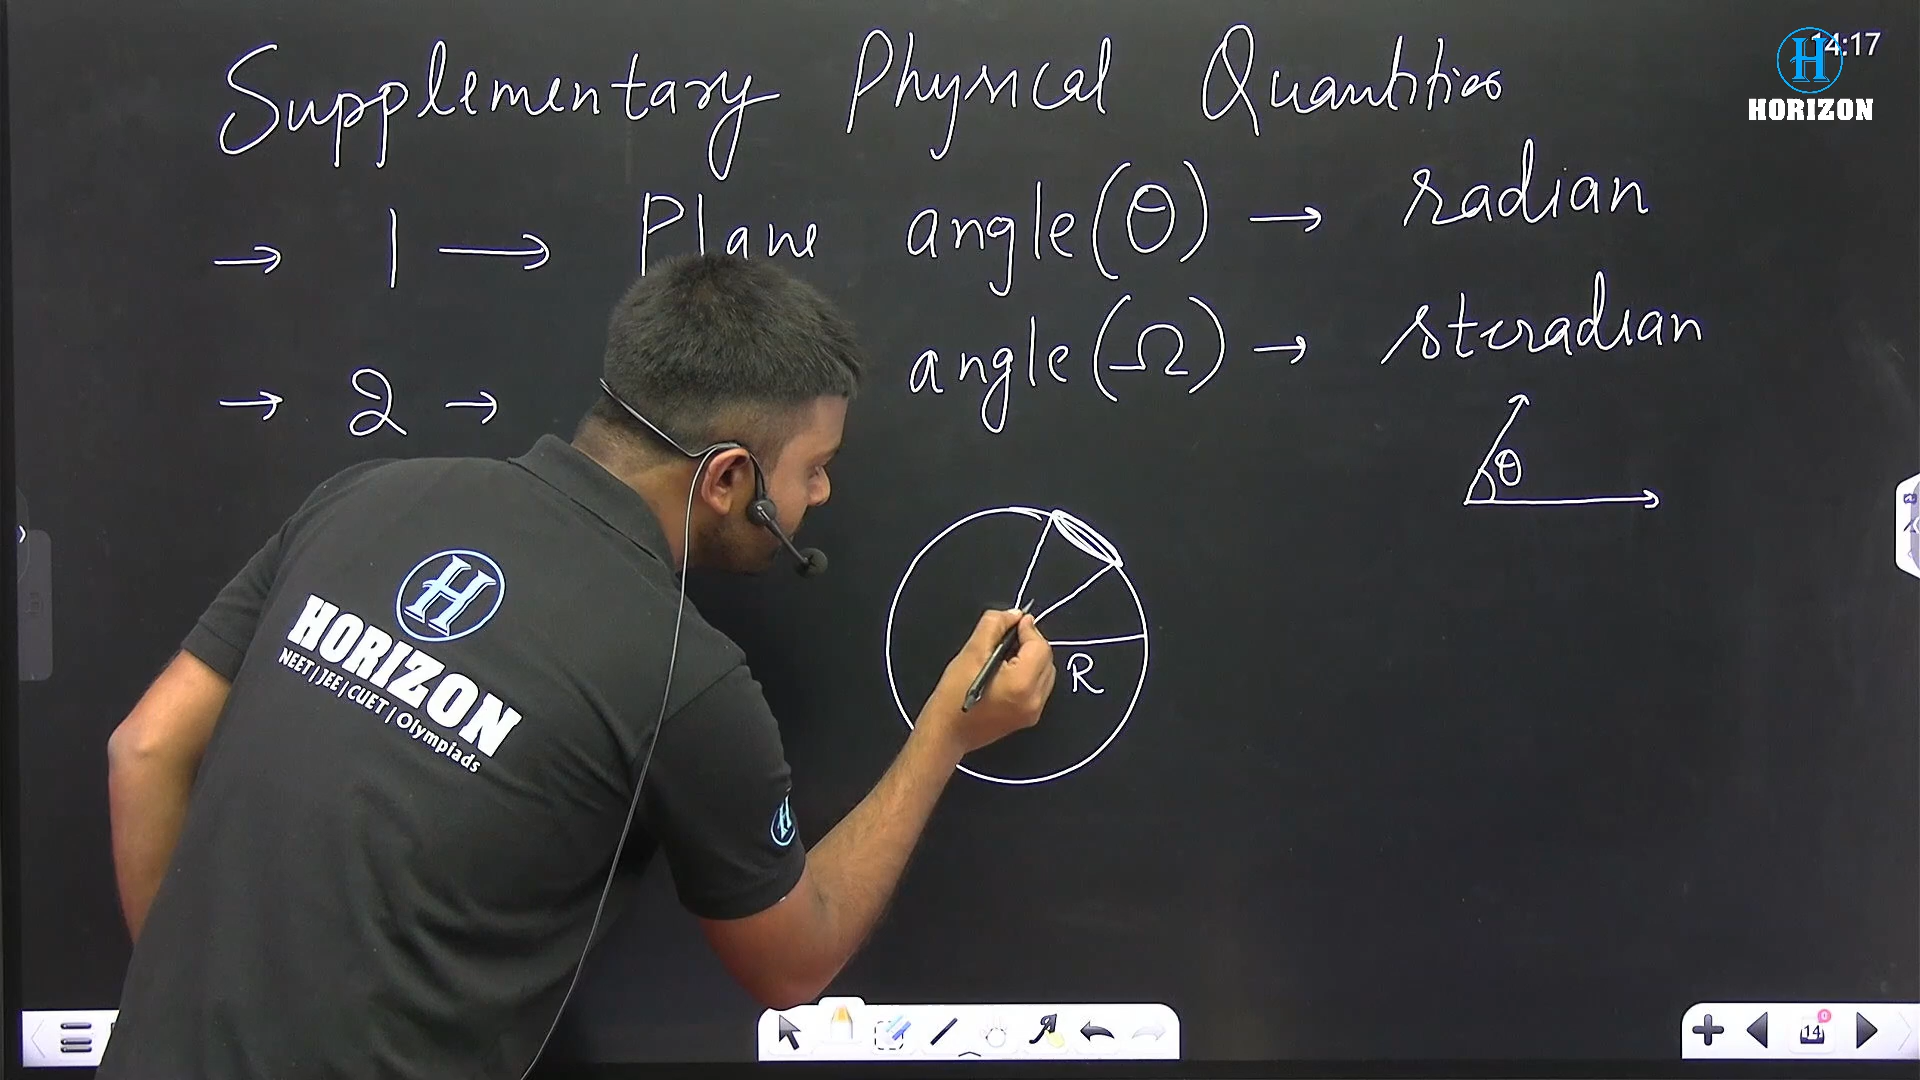 Supplementary Physical Quantities
14:17
H
HORIZON
→ 1 → Plane angle (θ) → radian
→ 2 → angle (Ω) → steradian
θ
R
H
HORIZON
NEET | JEE | CUET | Olympiads
H
14
0